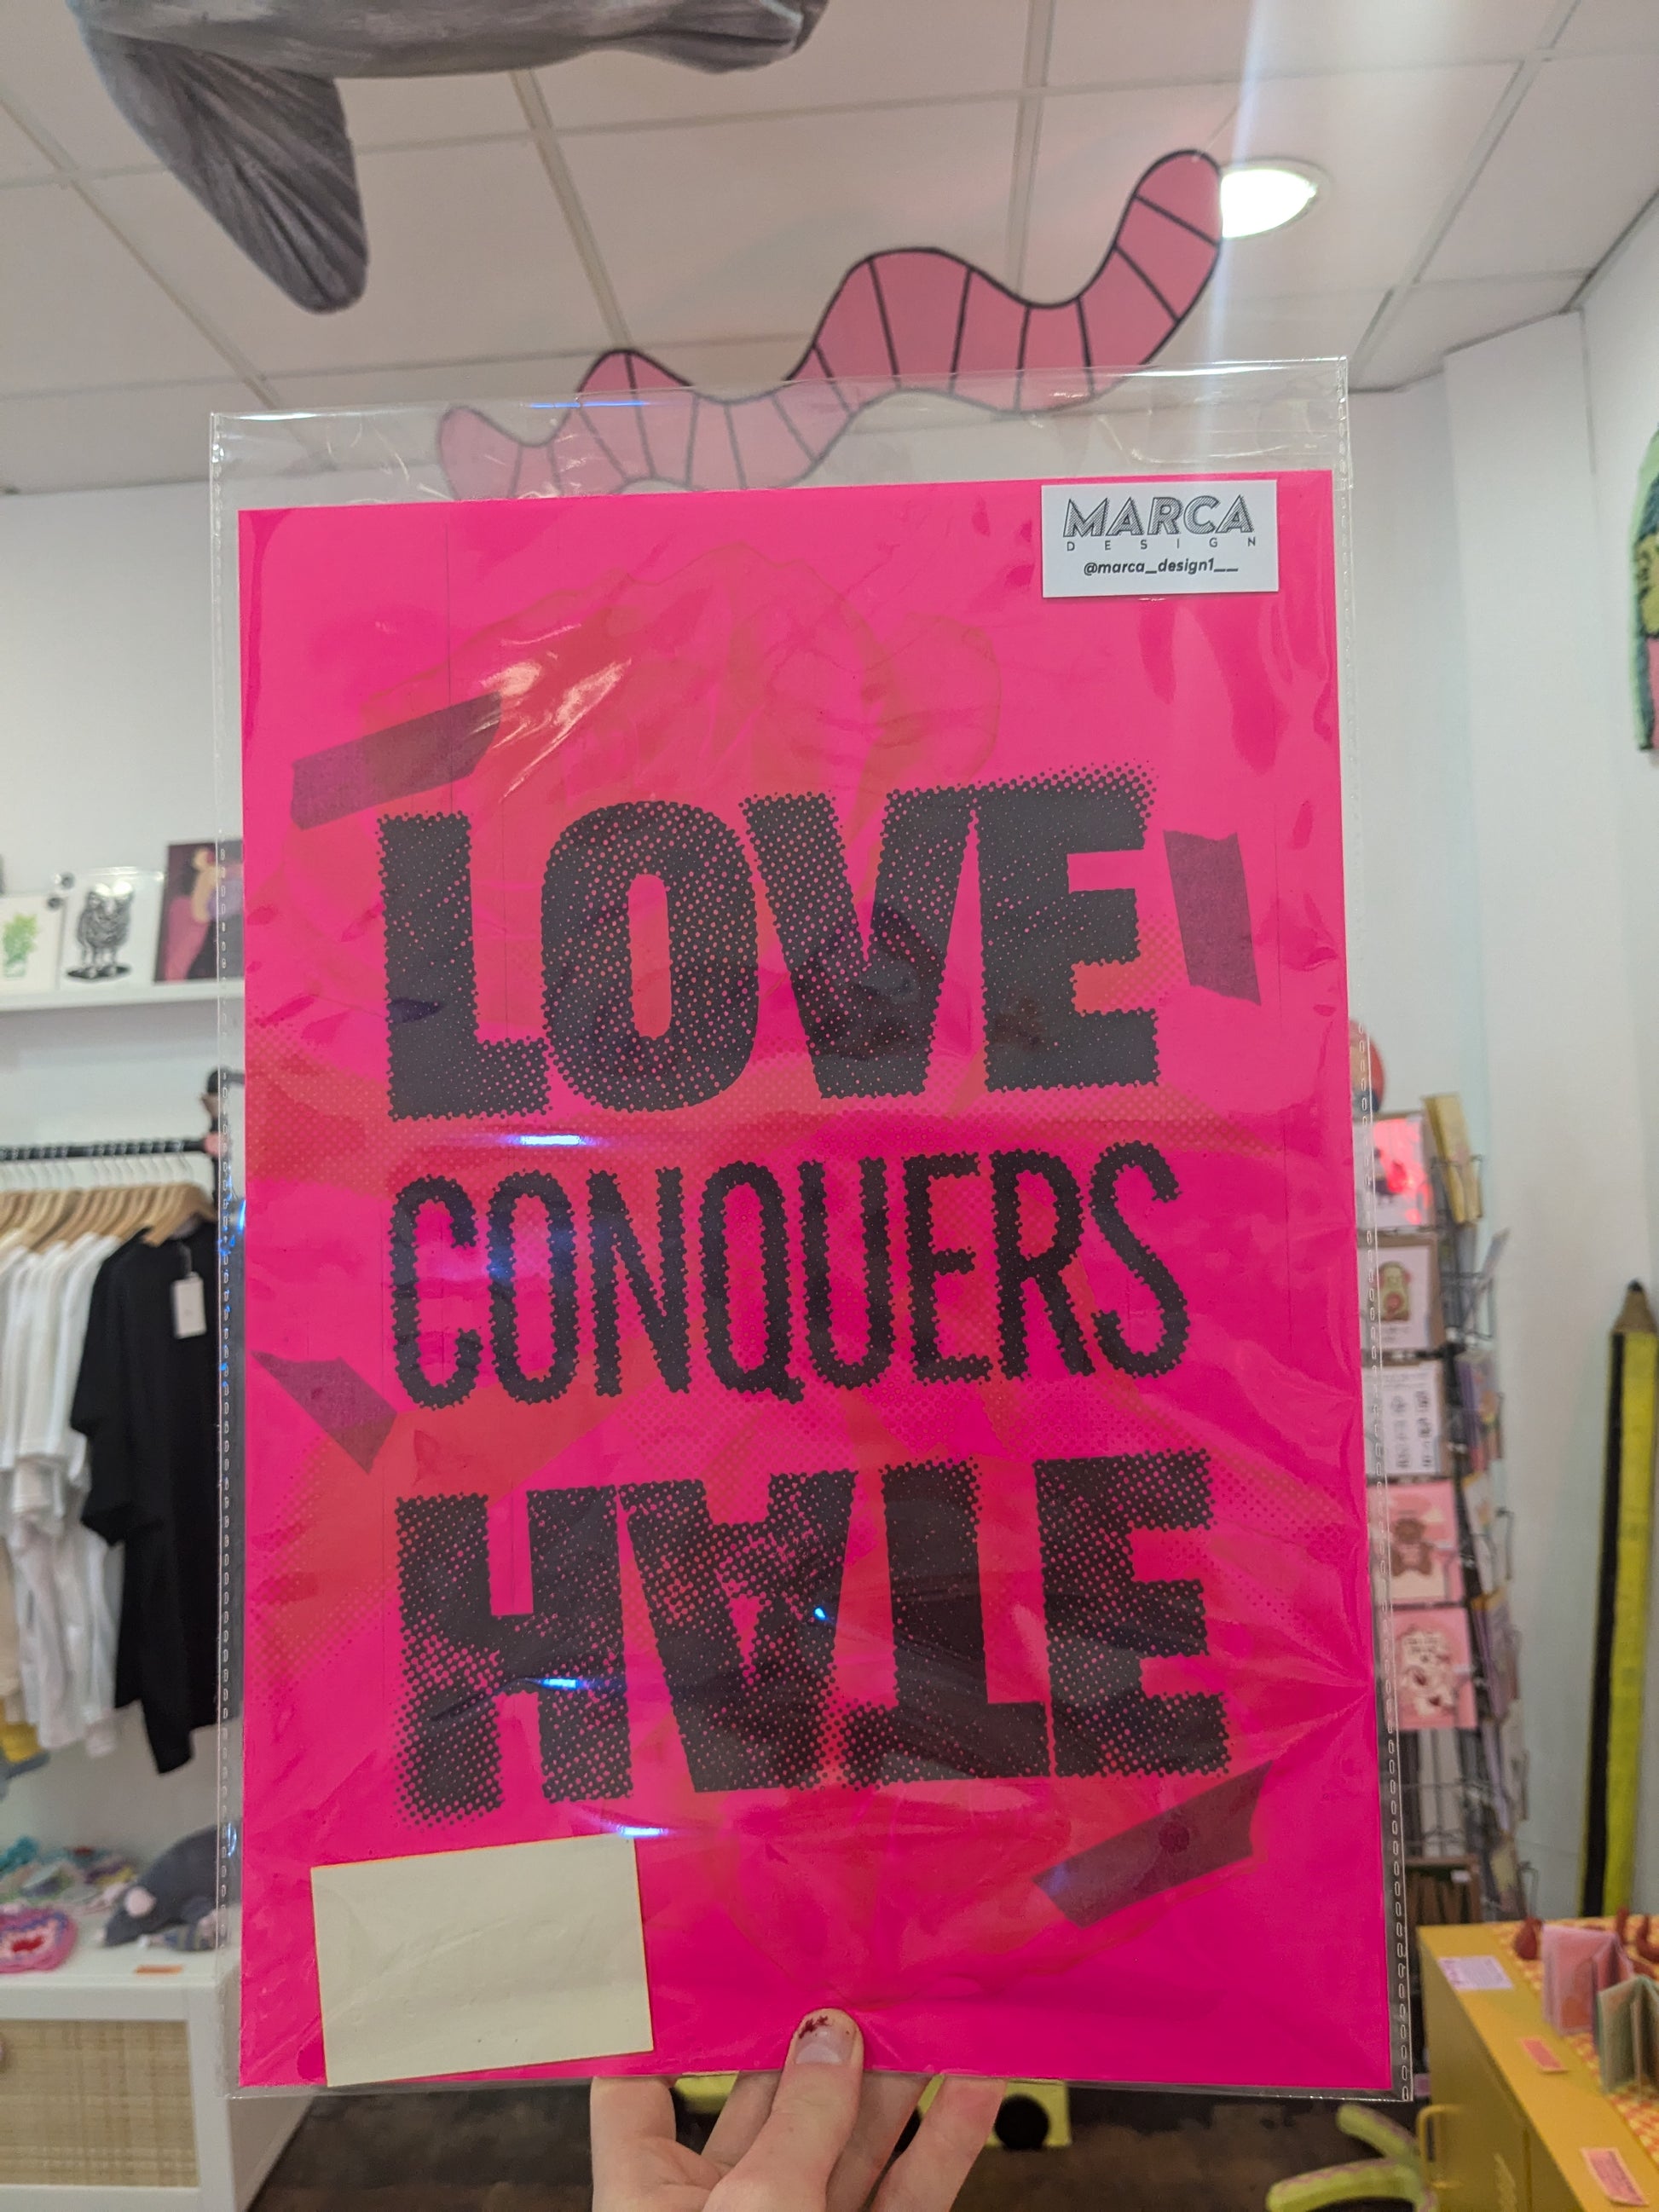 MARCA
DESIGN
@marca_design1__
LOVE
CONQUERS
HATE